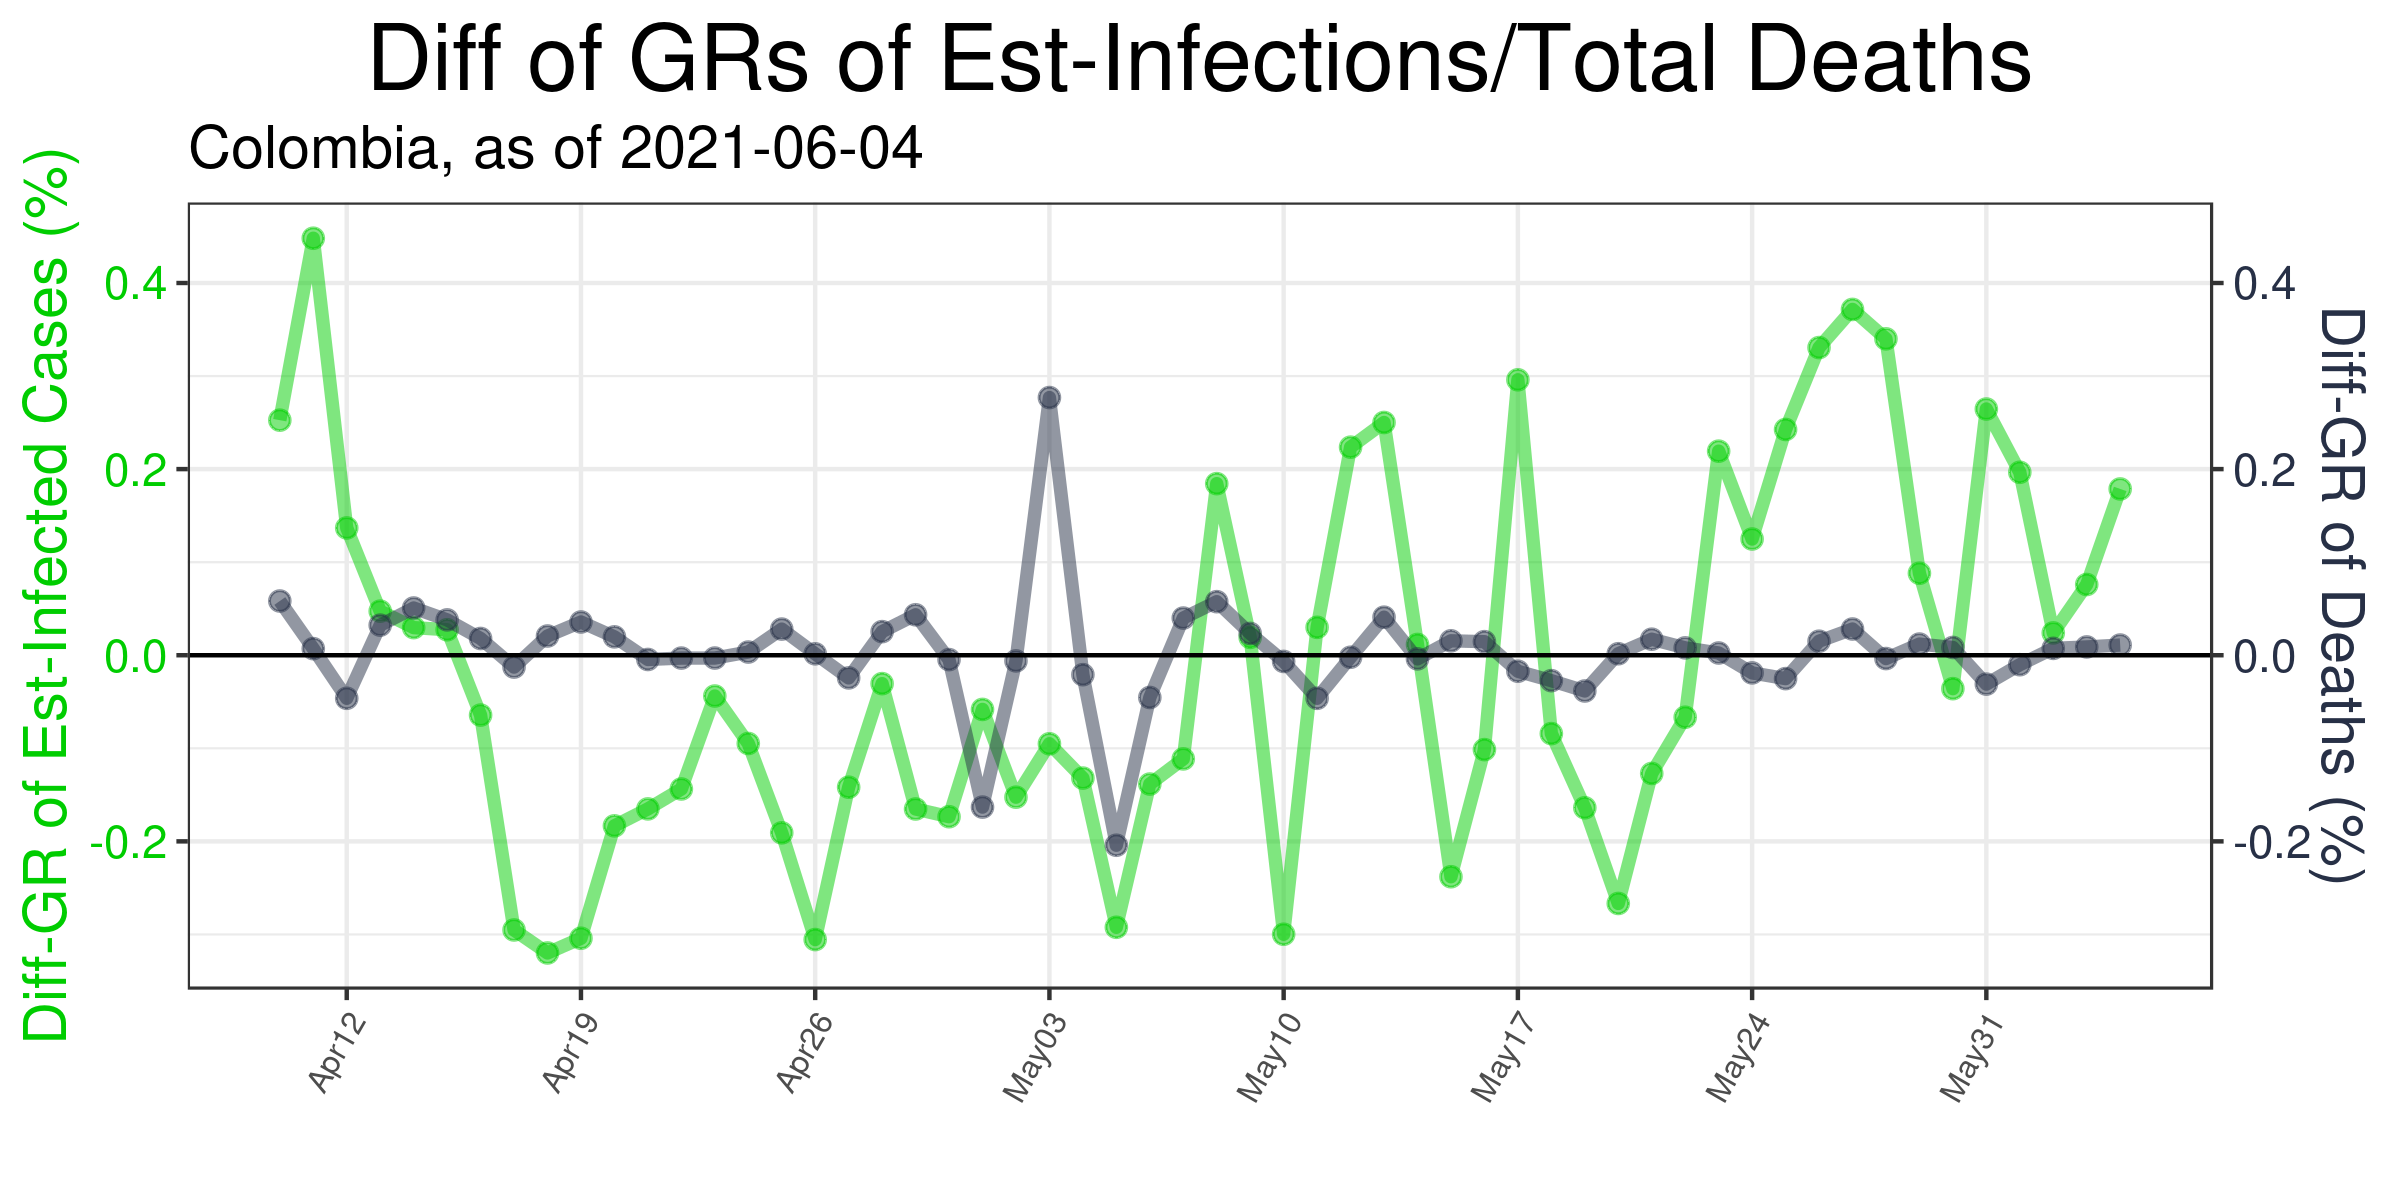 Diff of GRs of Est-Infections/Total Deaths
Colombia, as of 2021-06-04
Diff-GR of Est-Infected Cases (%)
0.4
0.2
0.0
-0.2
0.4
0.2
0.0
-0.2
Diff-GR of Deaths (%)
Apr12
Apr19
Apr26
May03
May10
May17
May24
May31